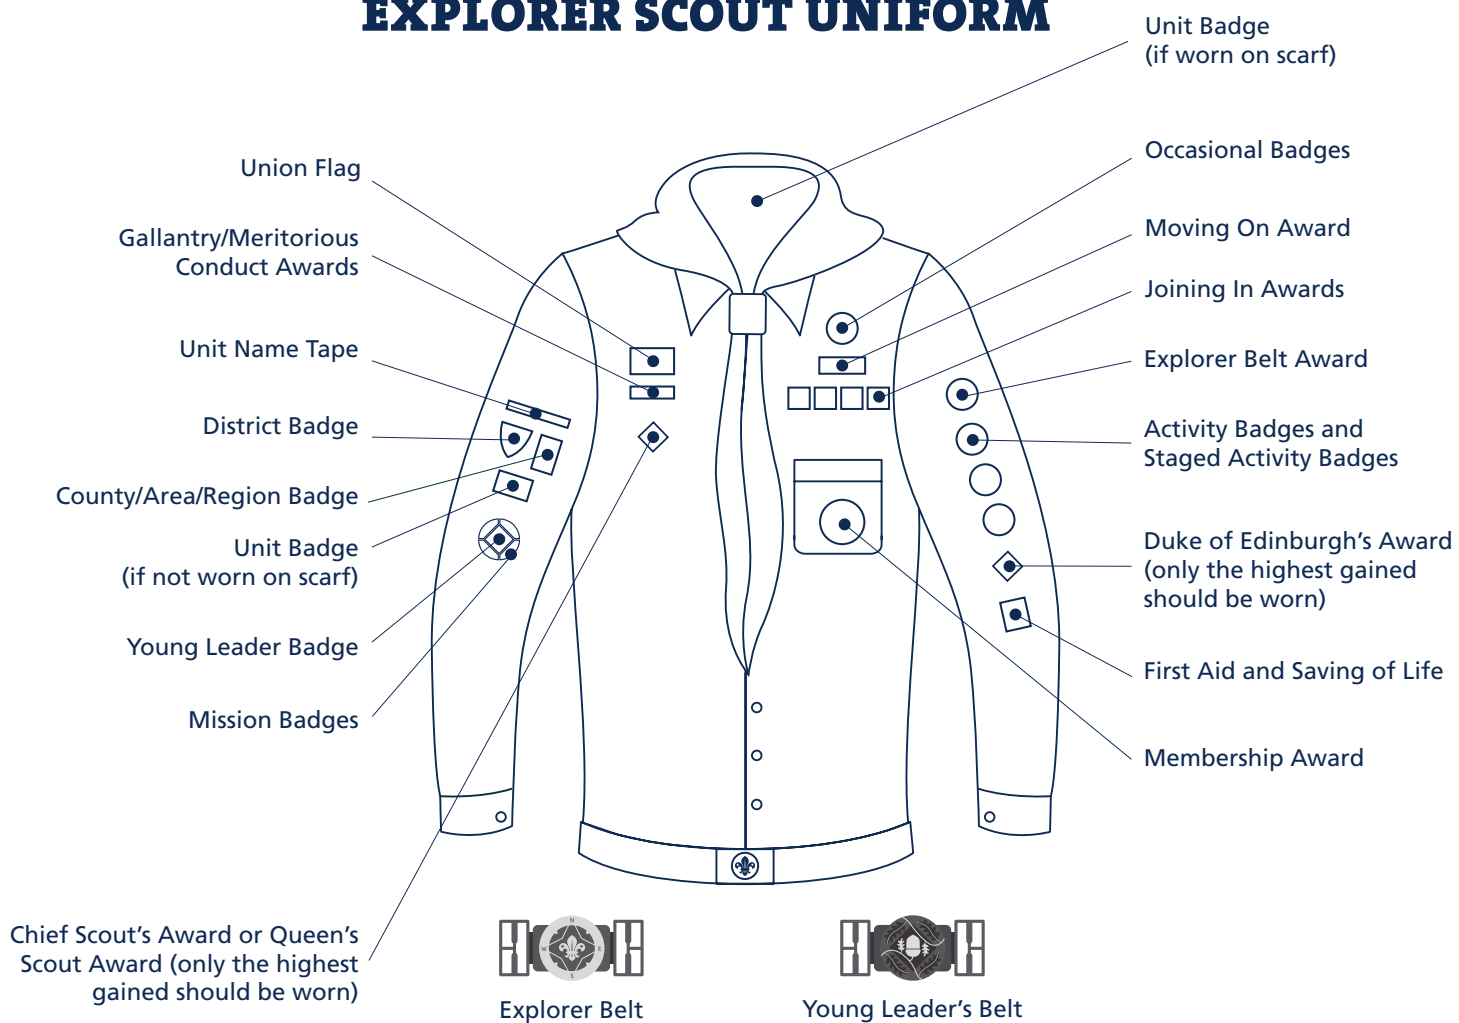 EXPLORER SCOUT UNIFORM
Unit Badge
(if worn on scarf)
Occasional Badges
Moving On Award
Joining In Awards
Explorer Belt Award
Activity Badges and
Staged Activity Badges
Duke of Edinburgh's Award
(only the highest gained
should be worn)
First Aid and Saving of Life
Membership Award
Union Flag
Gallantry/Meritorious
Conduct Awards
Unit Name Tape
District Badge
County/Area/Region Badge
Unit Badge
(if not worn on scarf)
Young Leader Badge
Mission Badges
Chief Scout's Award or Queen's
Scout Award (only the highest
gained should be worn)
N
W
E
S
Explorer Belt
Young Leader's Belt